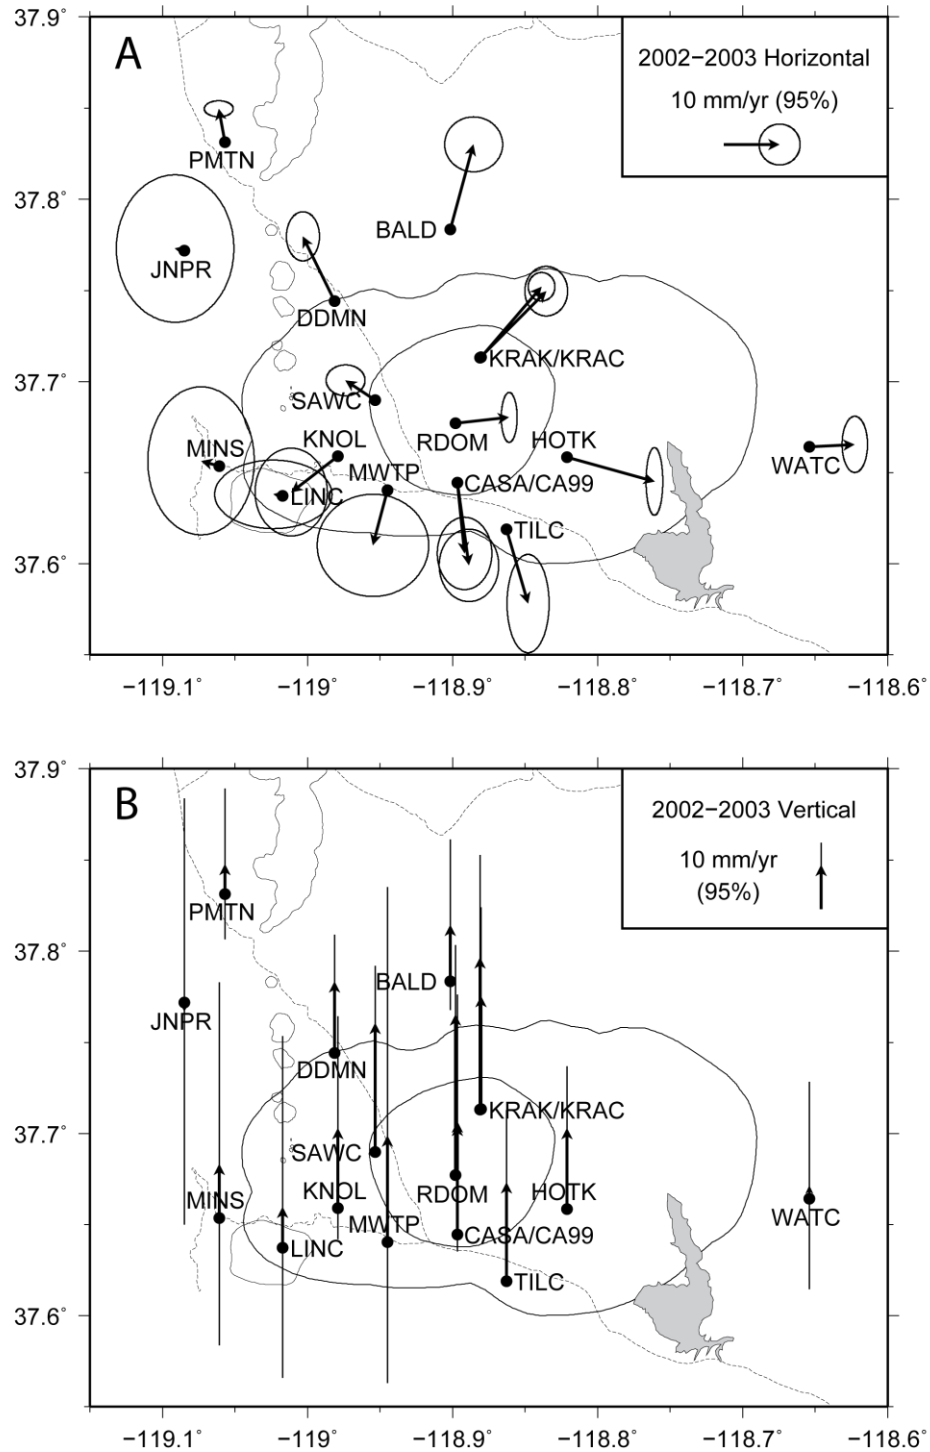 37.9°
A
2002−2003 Horizontal
10 mm/yr (95%)
PMTN
37.8°
BALD
JNPR
DDMN
KRAK/KRAC
37.7°
SAWC
KNOL
RDOM
HOTK
MINS
MWTP
WATC
CASA/CA99
LINC
TILC
37.6°
−119.1° −119° −118.9° −118.8° −118.7° −118.6°
37.9°
B
2002−2003 Vertical
10 mm/yr
(95%)
PMTN
37.8°
BALD
JNPR
DDMN
KRAK/KRAC
37.7°
SAWC
KNOL
RDOM
HOTK
MINS
MWTP
WATC
CASA/CA99
LINC
TILC
37.6°
−119.1° −119° −118.9° −118.8° −118.7° −118.6°